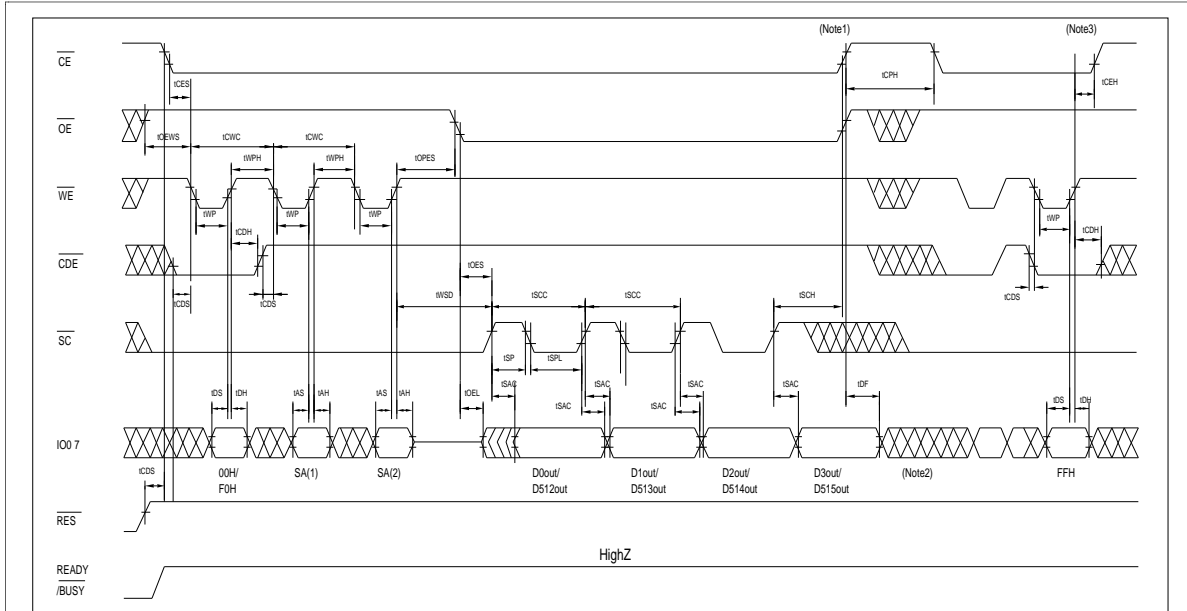 (Note1) (Note3)
CE
tCES tCPH tCEH
OE
tOEWS tCWC tCWC
tWPH tWPH tOPES
WE
tWP tWP tWP tWP
tCDH tCDH
CDE
tCDS tCDS tOES tCDS
tWSD tSCC tSCC tSCH
SC
tSP tSPL
tDS tDH tAS tAH tAS tAH tOEL tSAC tSAC tSAC tSAC tDF tDS tDH
tSAC tSAC
IO0 7
tCDS
00H/ SA(1) SA(2) D0out/ D1out/ D2out/ D3out/ (Note2) FFH
F0H D512out D513out D514out D515out
RES
HighZ
READY
/BUSY